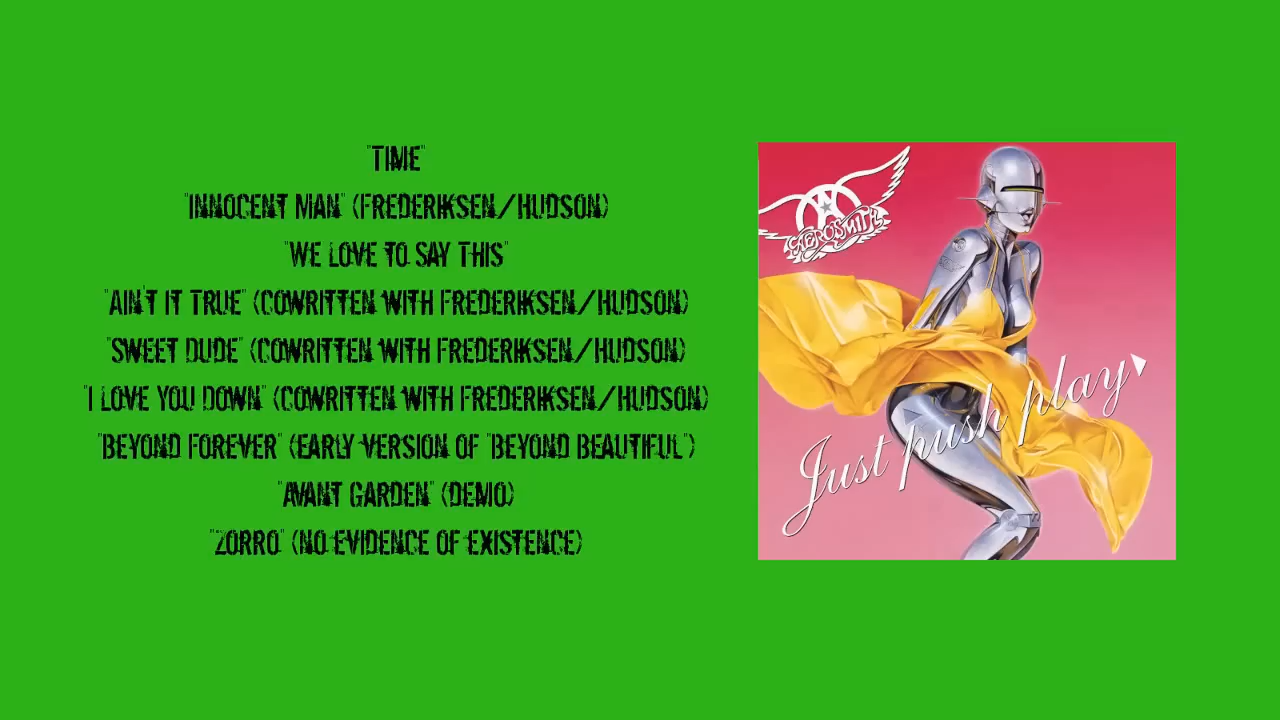 "TIME"
"INNOCENT MAN" (FREDERIKSEN/HUDSON)
"WE LOVE TO SAY THIS"
"AIN'T IT TRUE" (COWRITTEN WITH FREDERIKSEN/HUDSON)
"SWEET DUDE" (COWRITTEN WITH FREDERIKSEN/HUDSON)
"I LOVE YOU DOWN" (COWRITTEN WITH FREDERIKSEN/HUDSON)
"BEYOND FOREVER" (EARLY VERSION OF "BEYOND BEAUTIFUL")
"AVANT GARDEN" (DEMO)
"ZORRO" (NO EVIDENCE OF EXISTENCE)
A
AEROSMITH
Just push play